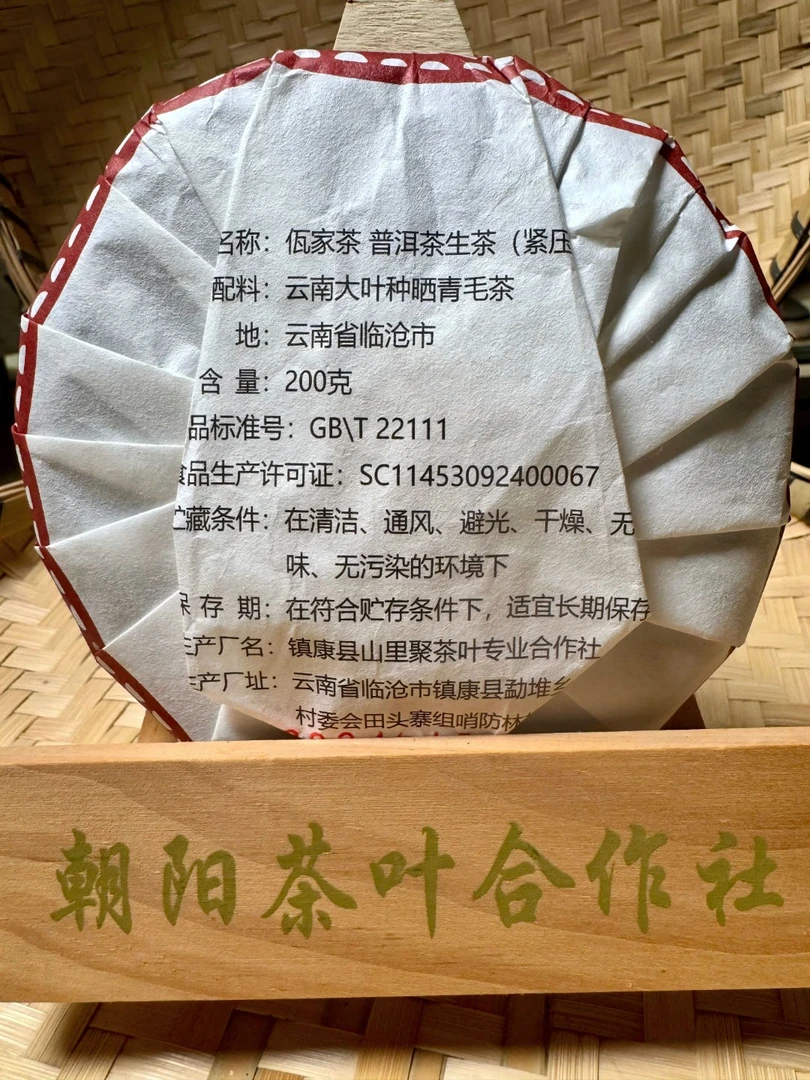 名称：佤家茶 普洱茶生茶（紧压
配料：云南大叶种晒青毛茶
地：云南省临沧市
含 量：200克
品标准号：GB\T 22111
食品生产许可证：SC11453092400067
贮藏条件：在清洁、通风、避光、干燥、无
味、无污染的环境下
保 存 期：在符合贮存条件下，适宜长期保存
生产厂名：镇康县山里聚茶叶专业合作社
生产厂址：云南省临沧市镇康县勐堆乡
村委会田头寨组哨防林
朝阳茶叶合作社